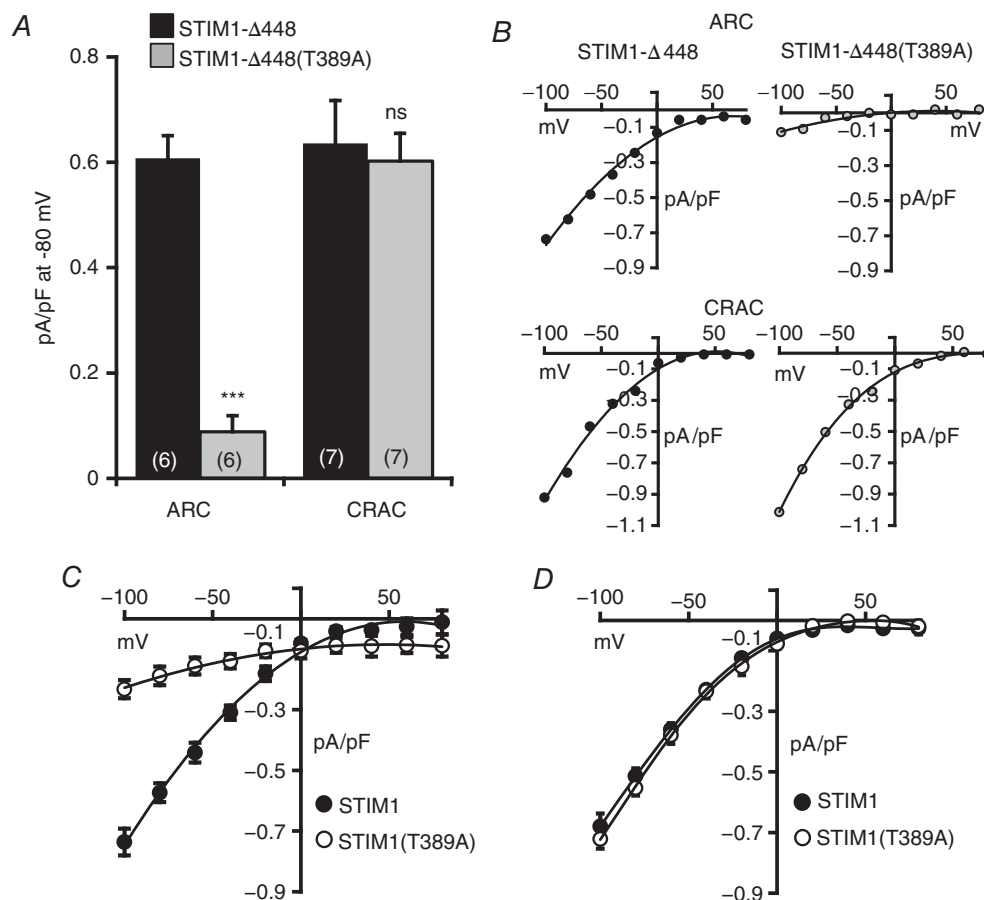 A
STIM1-Δ448
STIM1-Δ448(T389A)
pA/pF at -80 mV
0.8
0.6
0.4
0.2
0
***
ns
(6)
(6)
(7)
(7)
ARC
CRAC
B
ARC
STIM1-Δ448
STIM1-Δ448(T389A)
−100
−50
50
mV
−0.1
−0.3
−0.5
−0.7
−0.9
pA/pF
−100
−50
50
mV
−0.1
−0.3
−0.5
−0.7
−0.9
pA/pF
CRAC
−100
−50
50
mV
−0.1
−0.3
−0.5
−0.7
−0.9
−1.1
pA/pF
−100
−50
50
mV
−0.1
−0.3
−0.5
−0.7
−0.9
−1.1
pA/pF
C
−100
−50
50
mV
−0.1
−0.3
−0.5
−0.7
−0.9
pA/pF
STIM1
STIM1(T389A)
D
−100
−50
50
mV
−0.1
−0.3
−0.5
−0.7
−0.9
pA/pF
STIM1
STIM1(T389A)